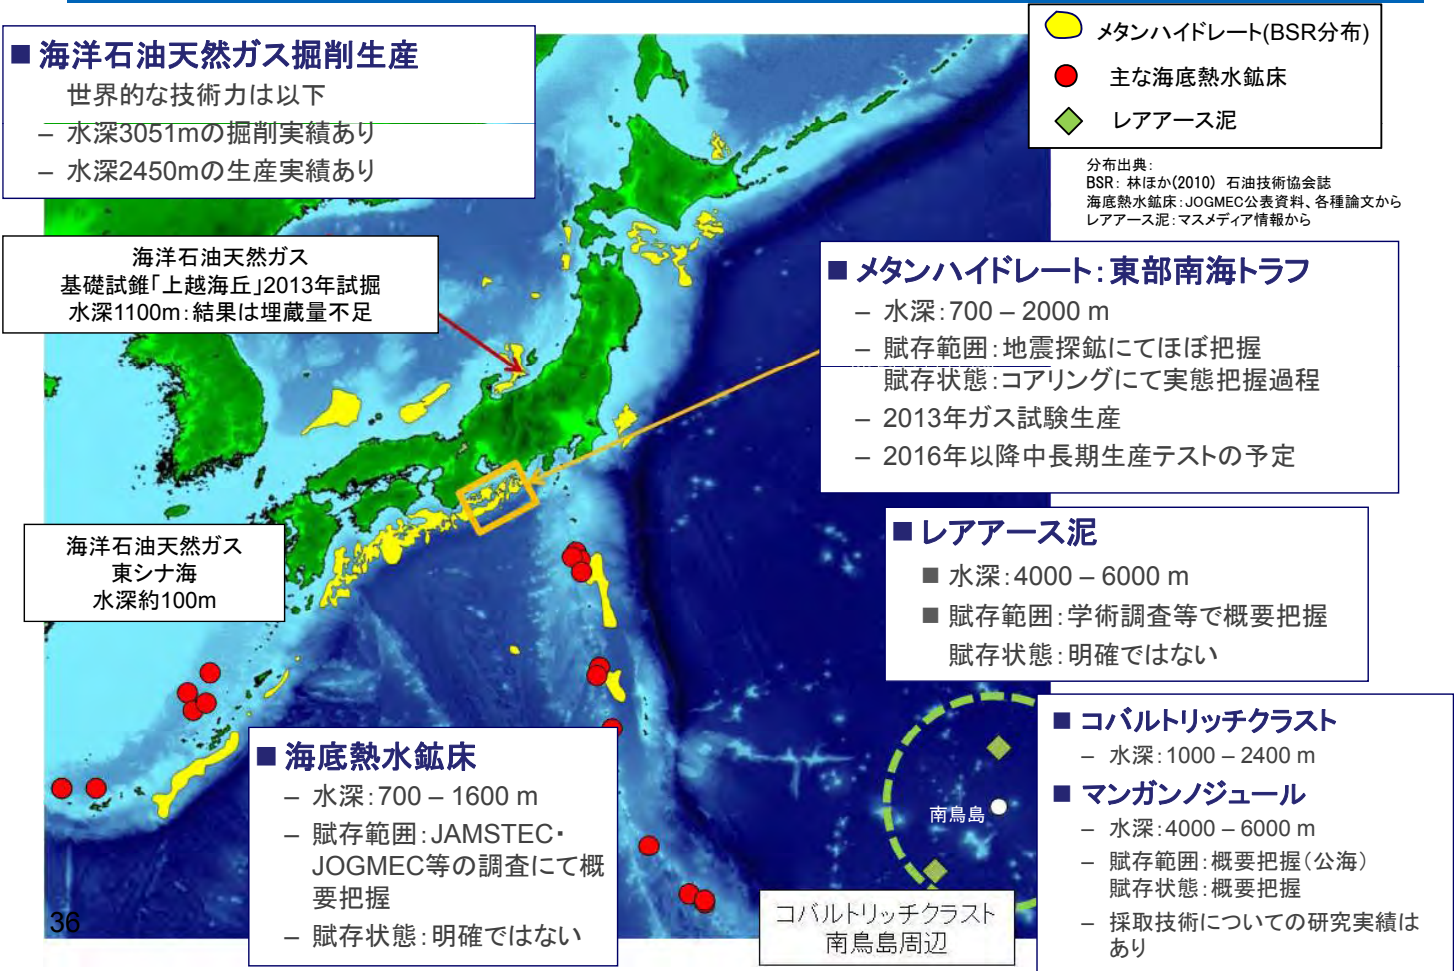 ■ 海洋石油天然ガス掘削生産
世界的な技術力は以下
– 水深3051mの掘削実績あり
– 水深2450mの生産実績あり
メタンハイドレート(BSR分布)
主な海底熱水鉱床
レアアース泥
分布出典:
BSR: 林ほか(2010) 石油技術協会誌
海底熱水鉱床:JOGMEC公表資料、各種論文から
レアアース泥:マスメディア情報から
海洋石油天然ガス
基礎試錐「上越海丘」2013年試掘
水深1100m:結果は埋蔵量不足
■ メタンハイドレート:東部南海トラフ
– 水深:700 – 2000 m
– 賦存範囲:地震探鉱にてほぼ把握
賦存状態:コアリングにて実態把握過程
– 2013年ガス試験生産
– 2016年以降中長期生産テストの予定
海洋石油天然ガス
東シナ海
水深約100m
■ レアアース泥
■ 水深:4000 – 6000 m
■ 賦存範囲:学術調査等で概要把握
賦存状態:明確ではない
■ 海底熱水鉱床
– 水深:700 – 1600 m
– 賦存範囲:JAMSTEC・
JOGMEC等の調査にて概
要把握
– 賦存状態:明確ではない
南鳥島
コバルトリッチクラスト
南鳥島周辺
■ コバルトリッチクラスト
– 水深:1000 – 2400 m
■ マンガンノジュール
– 水深:4000 – 6000 m
– 賦存範囲:概要把握(公海)
賦存状態:概要把握
– 採取技術についての研究実績は
あり
36